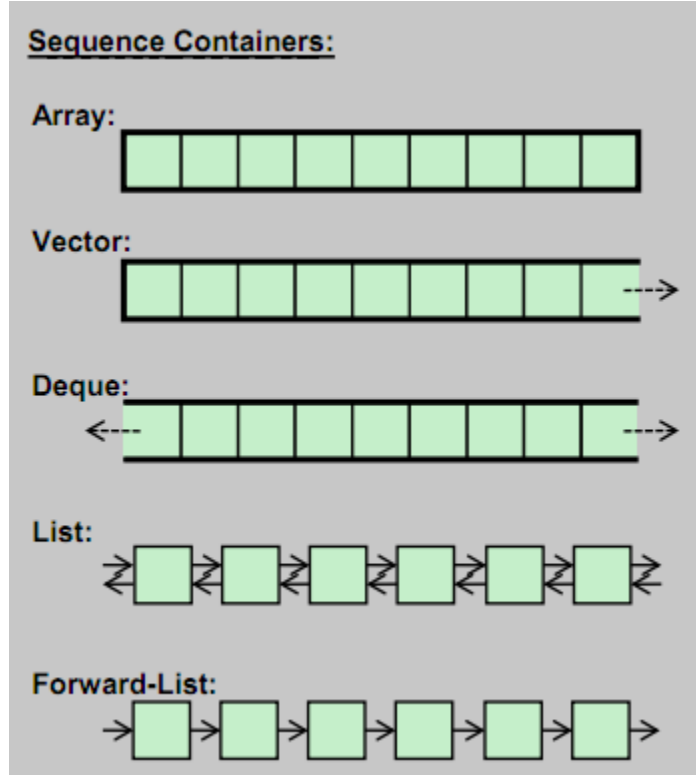 Sequence Containers:
Array:
Vector:
Deque:
List:
Forward-List: